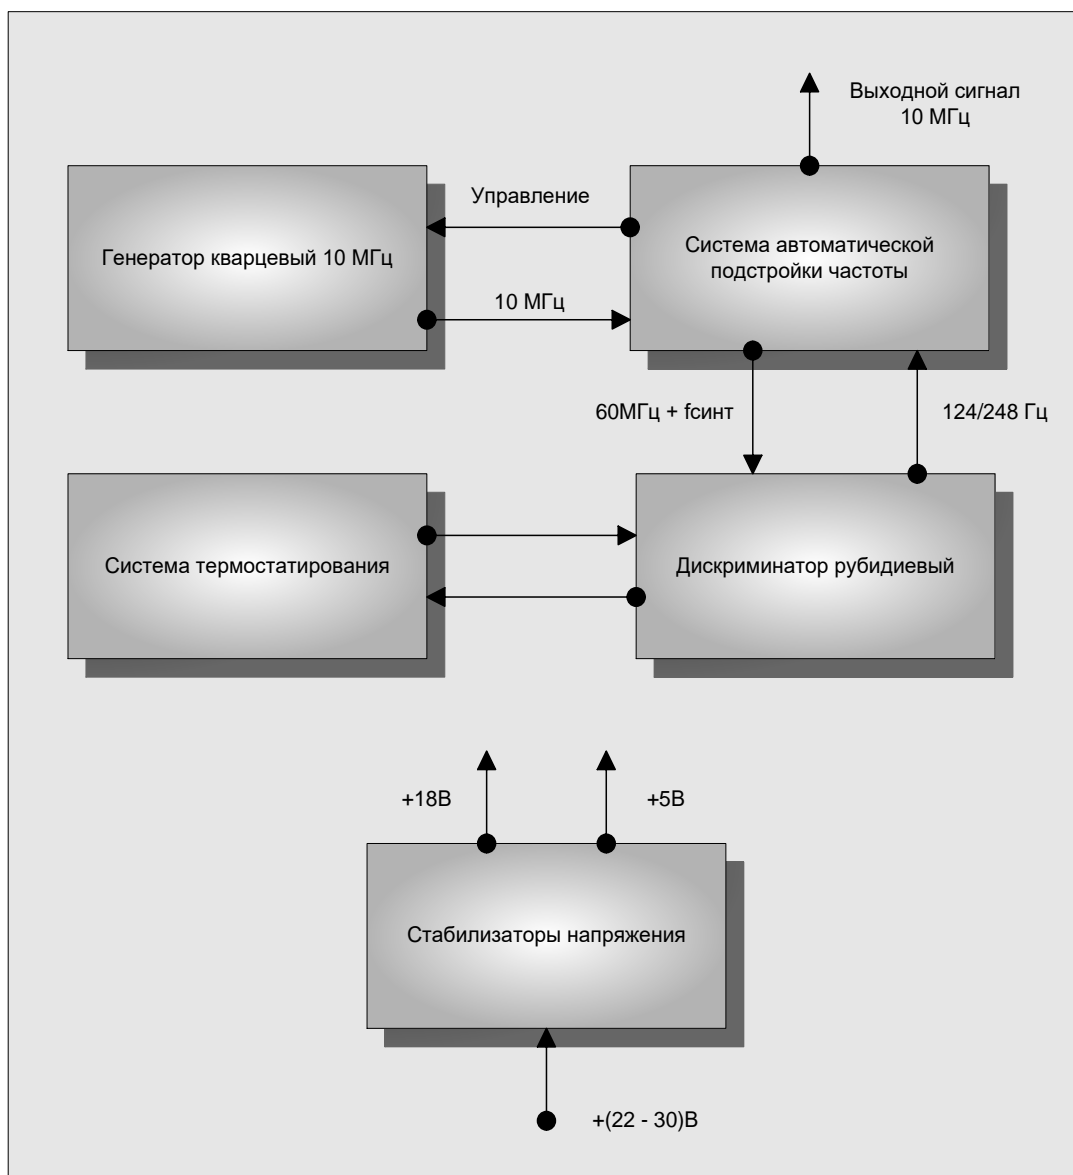 Выходной сигнал
10 МГц
Управление
Генератор кварцевый 10 МГц
Система автоматической
подстройки частоты
10 МГц
60МГц + fсинт
124/248 Гц
Система термостатирования
Дискриминатор рубидиевый
+18В
+5В
Стабилизаторы напряжения
+(22 - 30)В